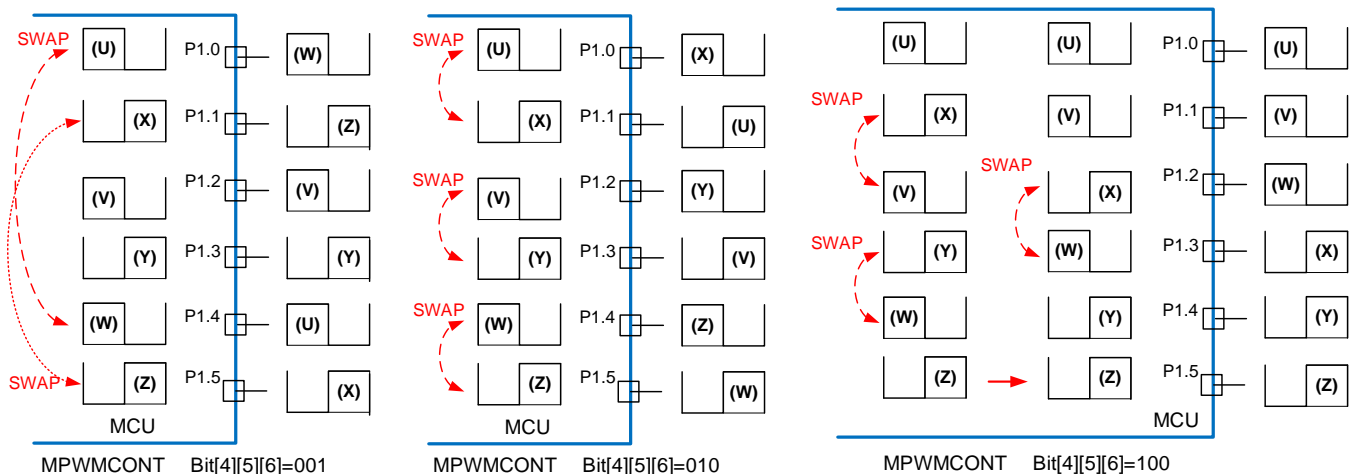 SWAP
(U)
P1.0
(W)
(X)
P1.1
(Z)
(V)
P1.2
(V)
(Y)
P1.3
(Y)
(W)
P1.4
(U)
SWAP
(Z)
P1.5
(X)
MCU
MPWMCONT Bit[4][5][6]=001
SWAP
(U)
P1.0
(X)
(X)
P1.1
(U)
SWAP
(V)
P1.2
(Y)
(Y)
P1.3
(V)
SWAP
(W)
P1.4
(Z)
(Z)
P1.5
(W)
MCU
MPWMCONT Bit[4][5][6]=010
(U)
(U)
P1.0
(U)
SWAP
(X)
(V)
P1.1
(V)
SWAP
(V)
(X)
P1.2
(W)
SWAP
(Y)
(W)
P1.3
(X)
(W)
(Y)
P1.4
(Y)
(Z)
(Z)
P1.5
(Z)
MCU
MPWMCONT Bit[4][5][6]=100